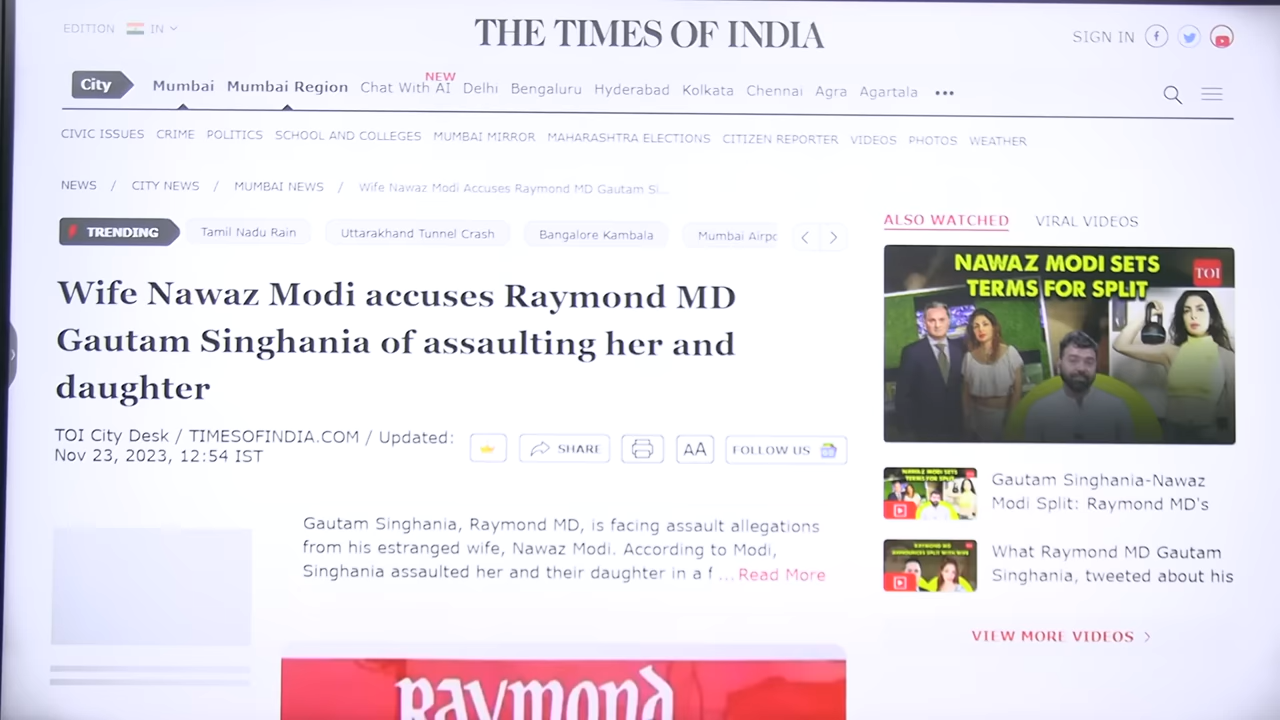 EDITION IN
THE TIMES OF INDIA
SIGN IN
City
Mumbai Mumbai Region Chat With AI NEW Delhi Bengaluru Hyderabad Kolkata Chennai Agra Agartala •••
CIVIC ISSUES CRIME POLITICS SCHOOL AND COLLEGES MUMBAI MIRROR MAHARASHTRA ELECTIONS CITIZEN REPORTER VIDEOS PHOTOS WEATHER
NEWS / CITY NEWS / MUMBAI NEWS / Wife Nawaz Modi Accuses Raymond MD Gautam Si...
TRENDING Tamil Nadu Rain Uttarakhand Tunnel Crash Bangalore Kambala Mumbai Airpo
Wife Nawaz Modi accuses Raymond MD
Gautam Singhania of assaulting her and
daughter
TOI City Desk / TIMESOFINDIA.COM / Updated:
Nov 23, 2023, 12:54 IST
SHARE
AA
FOLLOW US
Gautam Singhania, Raymond MD, is facing assault allegations
from his estranged wife, Nawaz Modi. According to Modi,
Singhania assaulted her and their daughter in a f ... Read More
Raymond
ALSO WATCHED VIRAL VIDEOS
NAWAZ MODI SETS
TERMS FOR SPLIT
TOI
NAWAZ MODI SETS
TERMS FOR SPLIT
Gautam Singhania-Nawaz
Modi Split: Raymond MD's
What Raymond MD Gautam
Singhania, tweeted about his
VIEW MORE VIDEOS